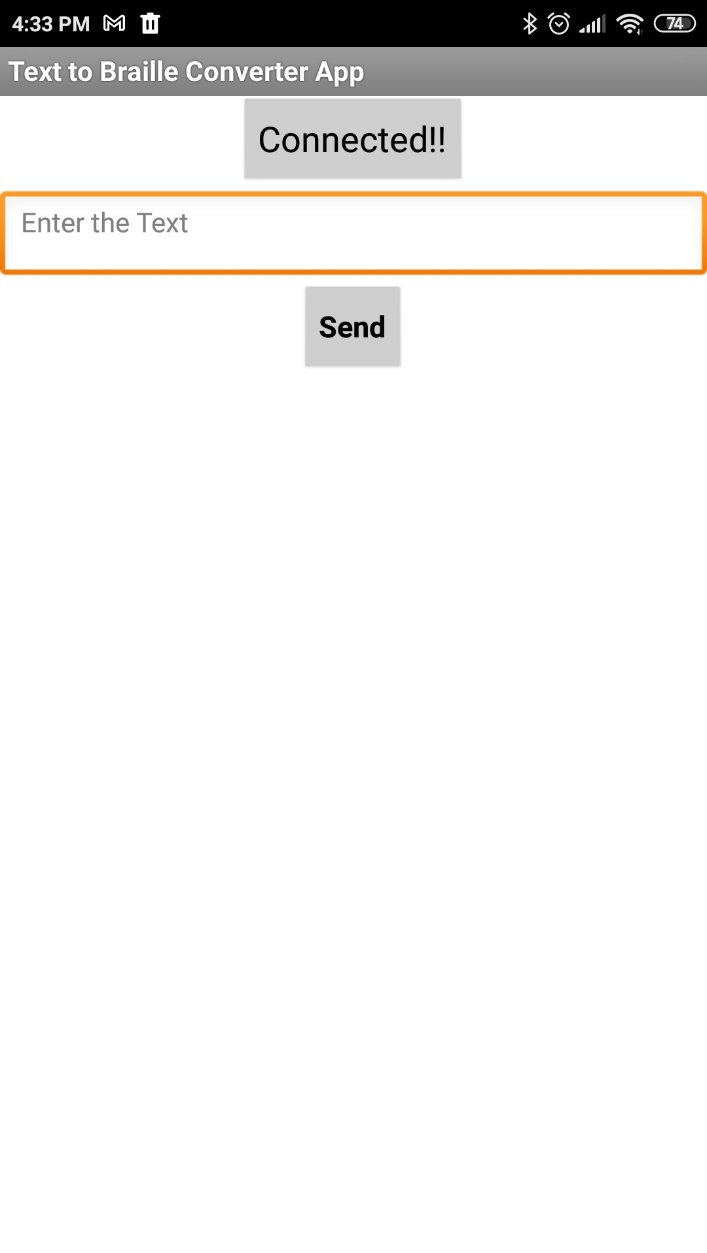 4:33 PM 74
Text to Braille Converter App
Connected!!
Enter the Text
Send